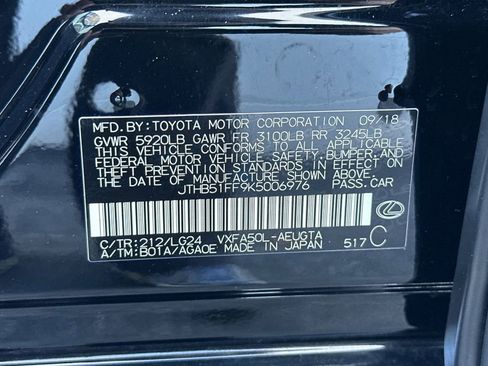 MFD.BY:TOYOTA MOTOR CORPORATION 09/18
GVWR 5920LB GAWR FR 3100LB RR 3245LB
THIS VEHICLE CONFORMS TO ALL APPLICABLE
FEDERAL MOTOR VEHICLE SAFETY,BUMPER, AND
THEFT PREVENTION STANDARDS IN EFFECT ON
THE DATE OF MANUFACTURE SHOWN ABOVE.
JTHB51FF9K5006976 PASS.CAR
C/TR:212/LG24 VXFA50L-AEUGTA
A/TM:B01A/AGA0E MADE IN JAPAN 517C